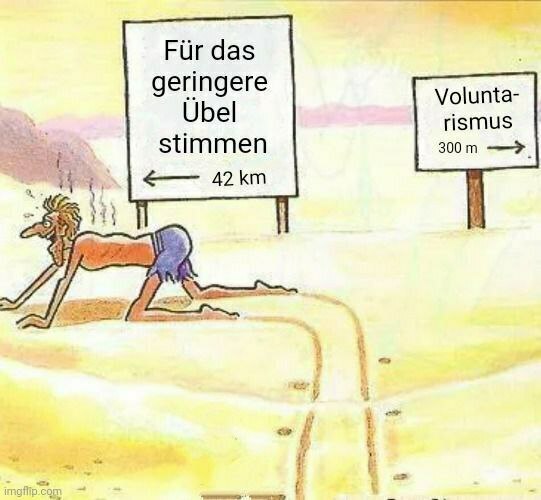 Für das
geringere
Übel
stimmen
← 42 km
Volunta-
rismus
300 m →
imgflip.com